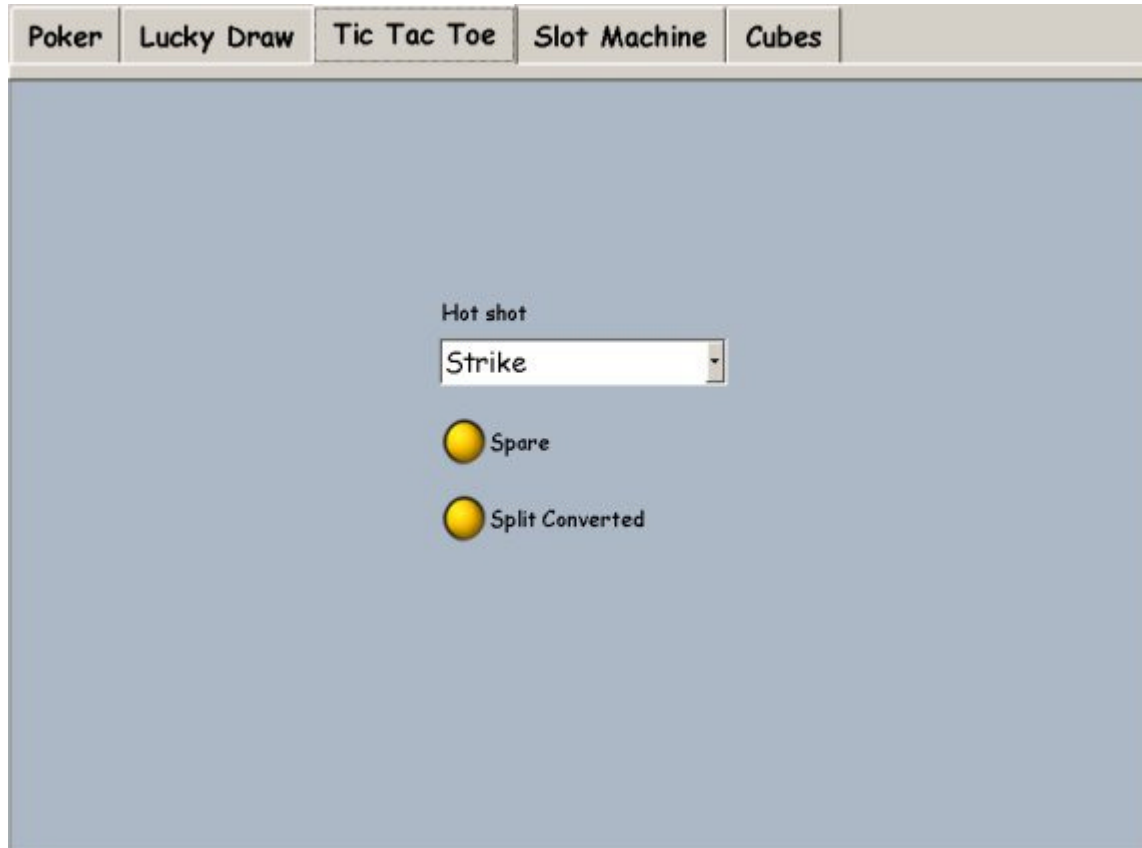 Poker Lucky Draw Tic Tac Toe Slot Machine Cubes
Hot shot
Strike
Spare
Split Converted